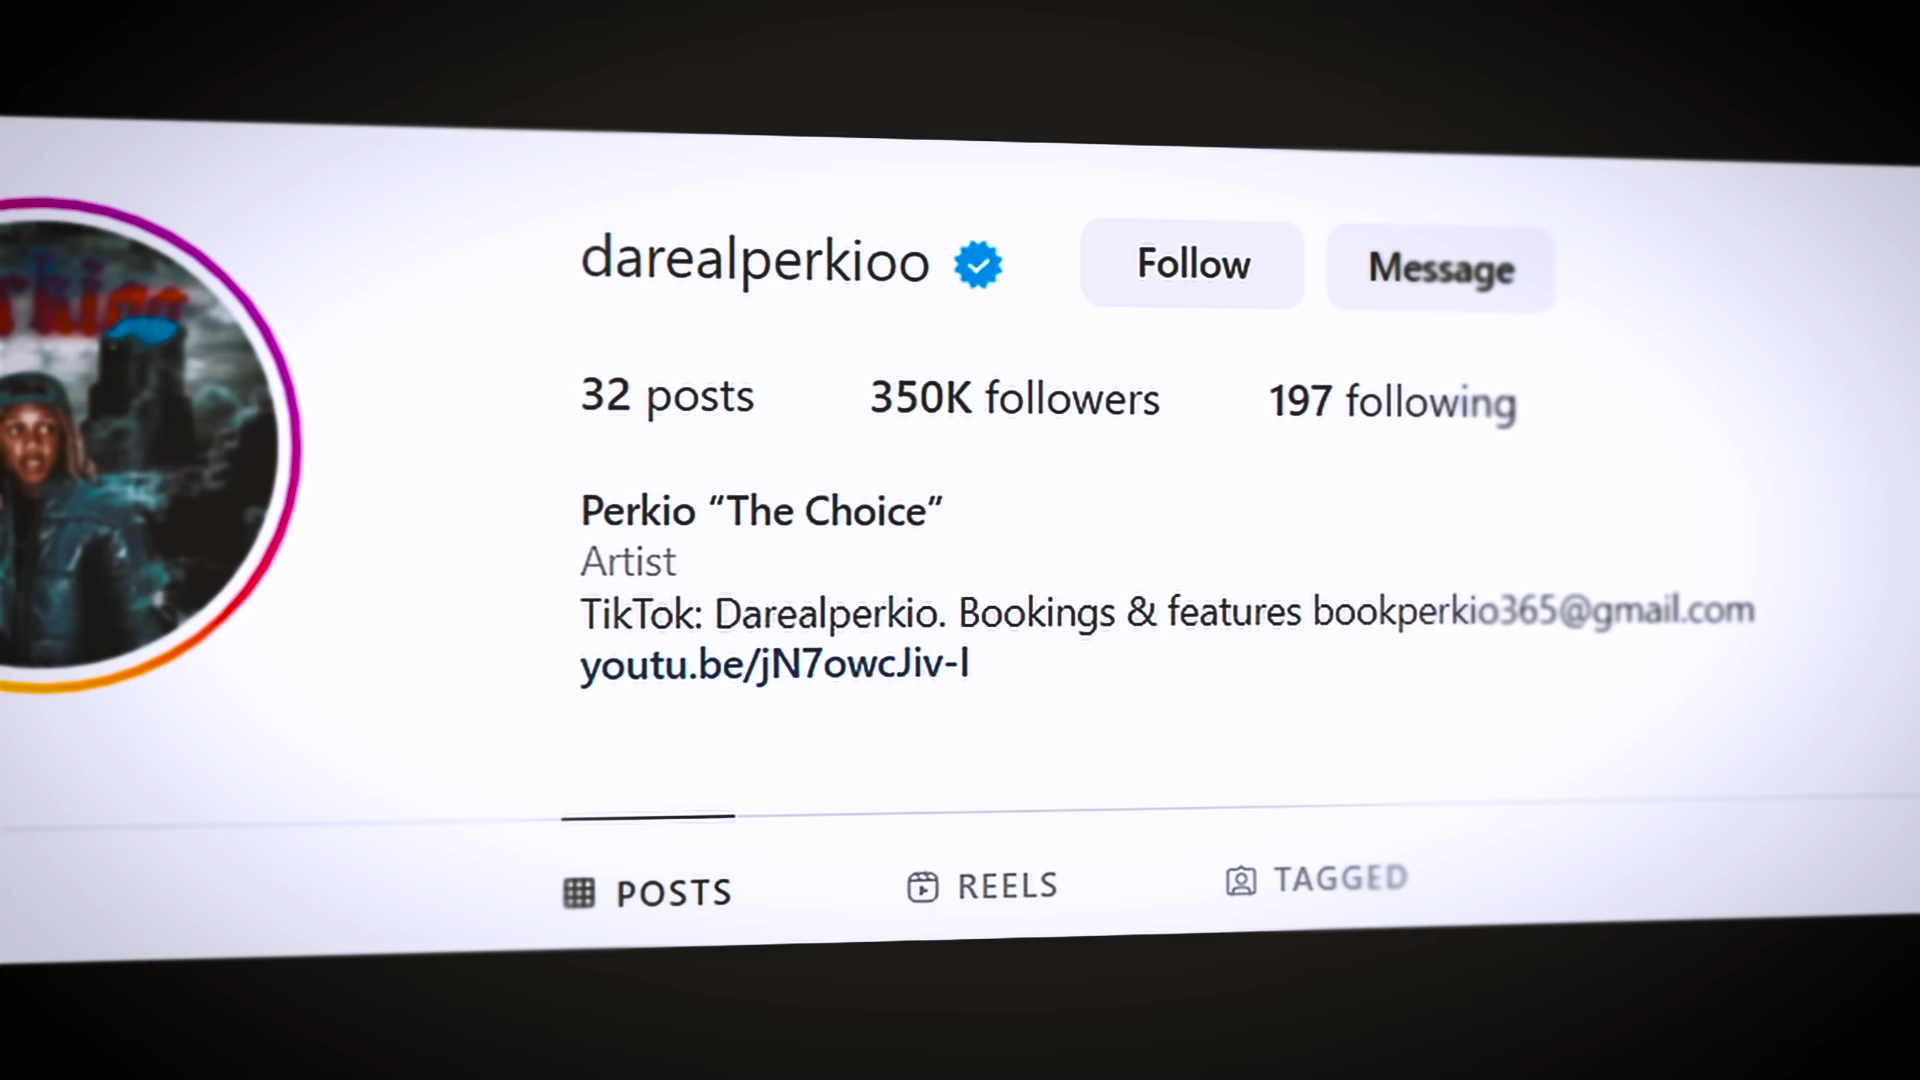 darealperkioo
Follow
Message
32 posts
350K followers
197 following
Perkio “The Choice”
Artist
TikTok: Darealperkio. Bookings & features bookperkio365@gmail.com
youtu.be/jN7owcJiv-I
POSTS
REELS
TAGGED